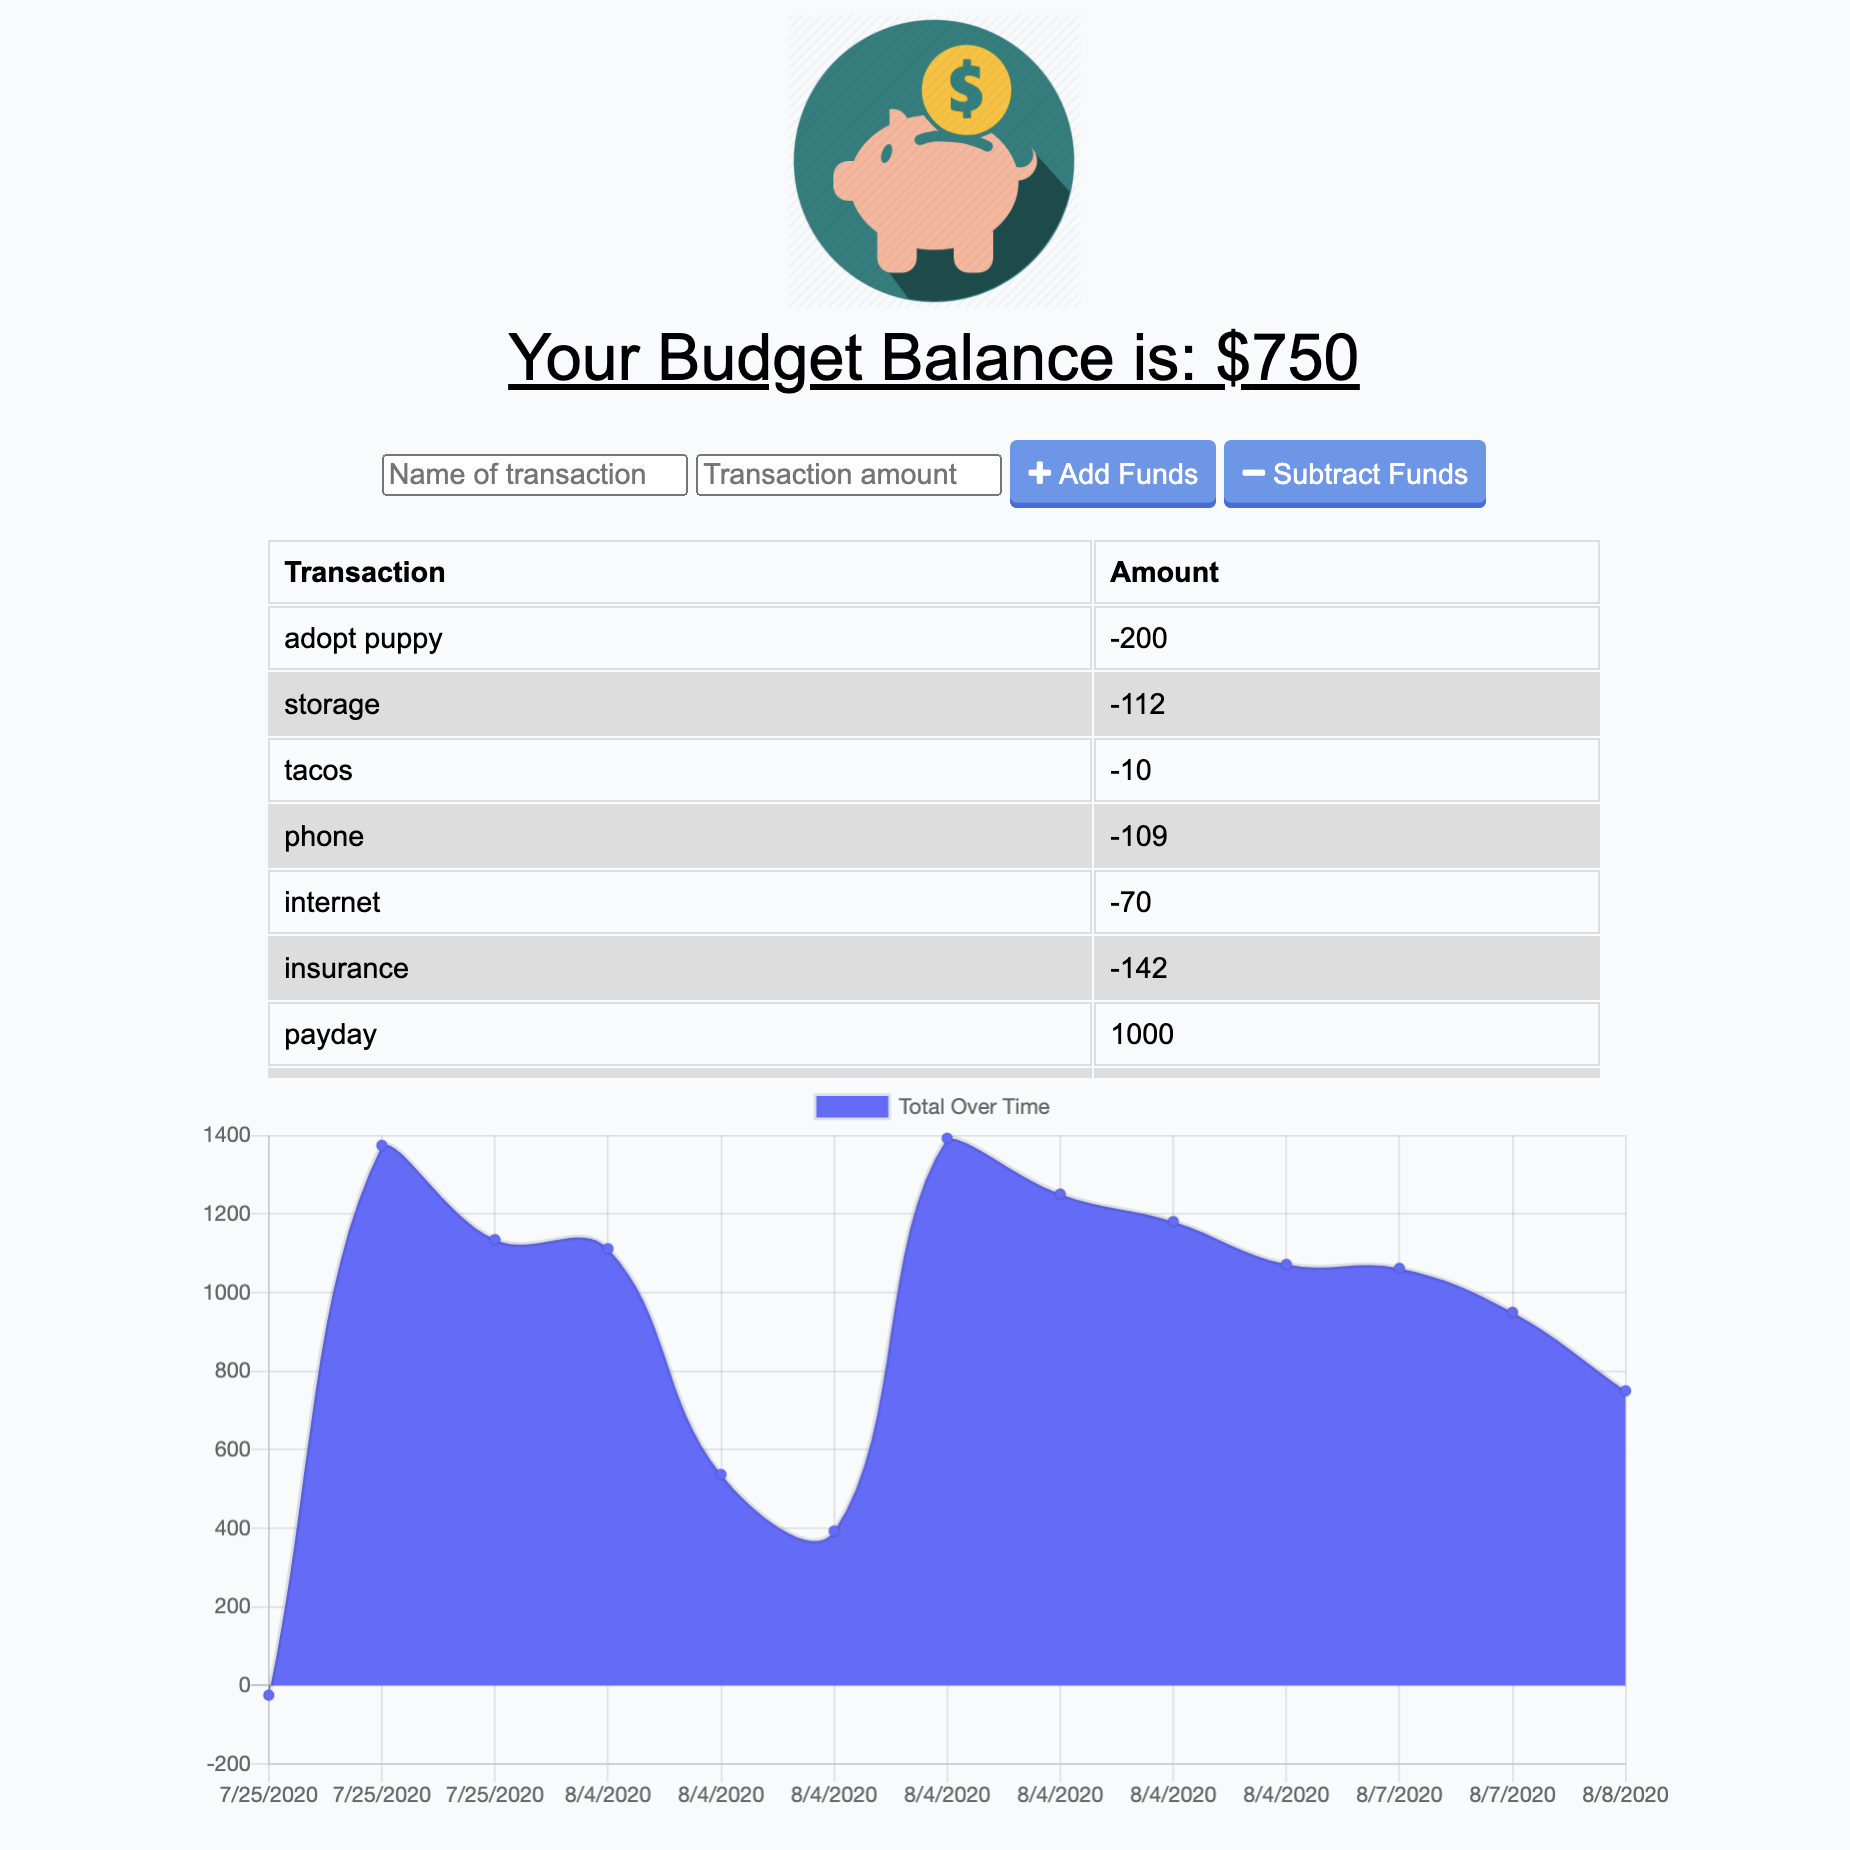 $
Your Budget Balance is: $750
Name of transaction Transaction amount Add Funds Subtract Funds
Transaction Amount
adopt puppy -200
storage -112
tacos -10
phone -109
internet -70
insurance -142
payday 1000
Total Over Time
1400
1200
1000
800
600
400
200
0
-200
7/25/2020 7/25/2020 7/25/2020 8/4/2020 8/4/2020 8/4/2020 8/4/2020 8/4/2020 8/4/2020 8/4/2020 8/7/2020 8/7/2020 8/8/2020